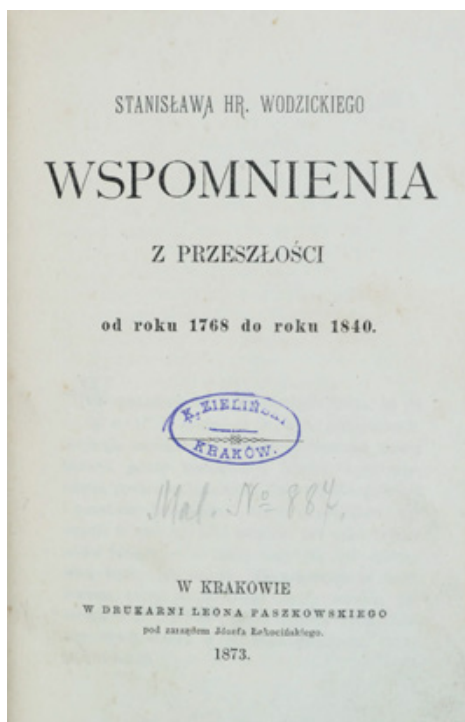 STANISŁAWA HR. WODZICKIEGO
WSPOMNIENIA
Z PRZESZŁOŚCI
od roku 1768 do roku 1840.
K. ZIELIŃSKI
KRAKÓW.
Mal. No 887.
W KRAKOWIE
W DRUKARNI LEONA PASZKOWSKIEGO
pod zarządem Józefa Łakocińskiego.
1873.